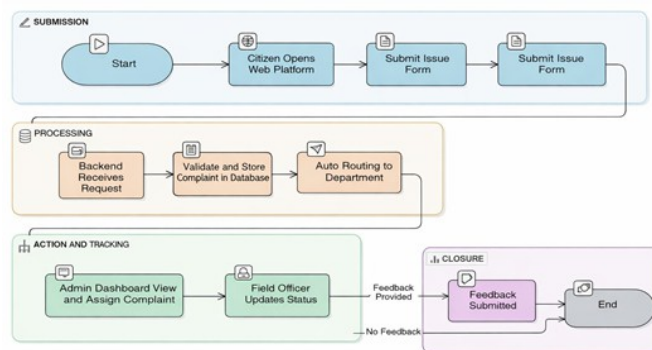 SUBMISSION
Start
Citizen Opens
Web Platform
Submit Issue
Form
Submit Issue
Form
PROCESSING
Backend
Receives
Request
Validate and Store
Complaint in Database
Auto Routing to
Department
ACTION AND TRACKING
Admin Dashboard View
and Assign Complaint
Field Officer
Updates Status
Feedback
Provided
No Feedback
CLOSURE
Feedback
Submitted
End